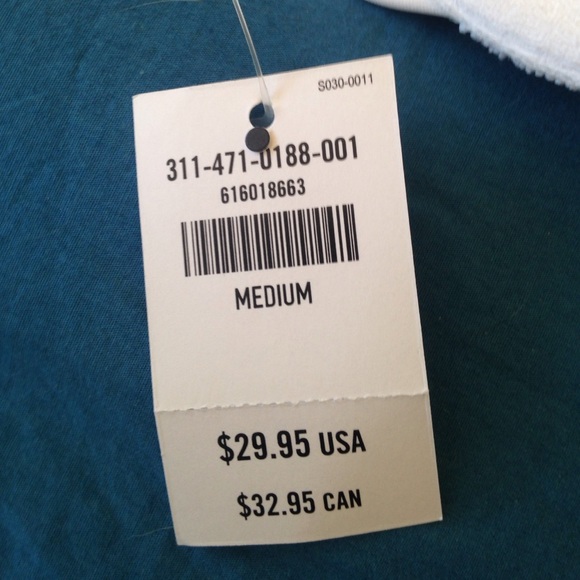 S030-0011
311-471-0188-001
616018663
MEDIUM
$29.95 USA
$32.95 CAN